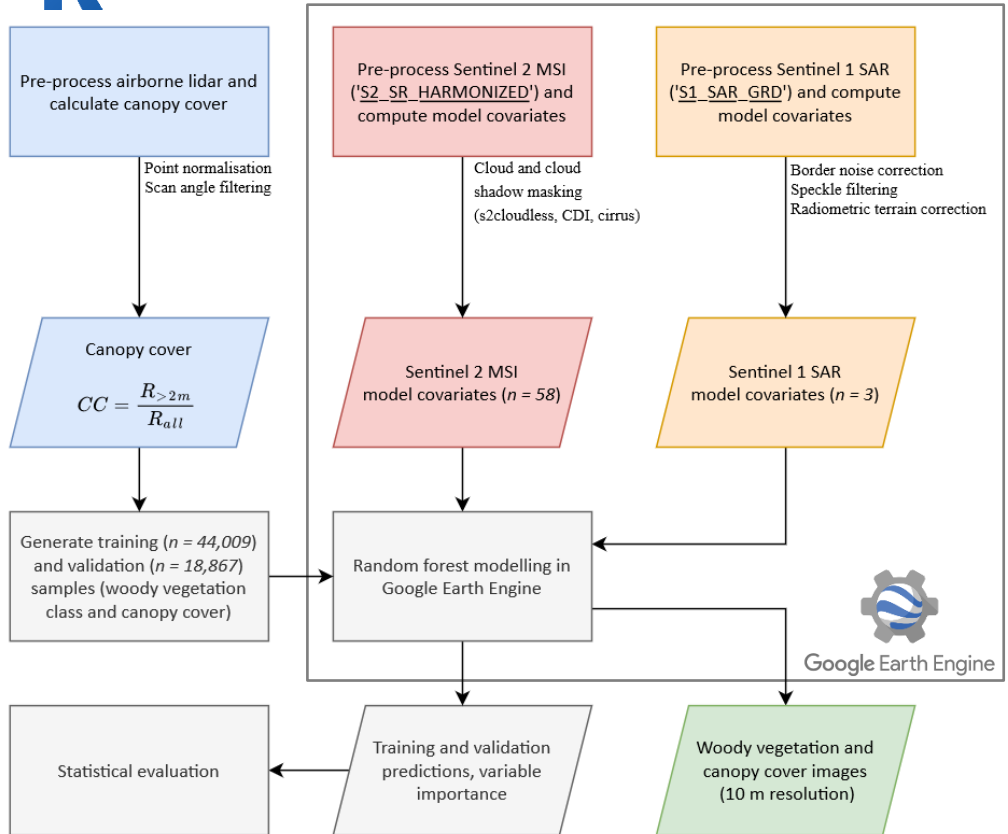 R
Pre-process airborne lidar and
calculate canopy cover
Pre-process Sentinel 2 MSI
('S2_SR_HARMONIZED') and
compute model covariates
Pre-process Sentinel 1 SAR
('S1_SAR_GRD') and compute
model covariates
Point normalisation
Scan angle filtering
Cloud and cloud
shadow masking
(s2cloudless, CDI, cirrus)
Border noise correction
Speckle filtering
Radiometric terrain correction
Canopy cover
CC = R>2m / Rall
Sentinel 2 MSI
model covariates (n = 58)
Sentinel 1 SAR
model covariates (n = 3)
Generate training (n = 44,009)
and validation (n = 18,867)
samples (woody vegetation
class and canopy cover)
Random forest modelling in
Google Earth Engine
Google Earth Engine
Statistical evaluation
Training and validation
predictions, variable
importance
Woody vegetation and
canopy cover images
(10 m resolution)